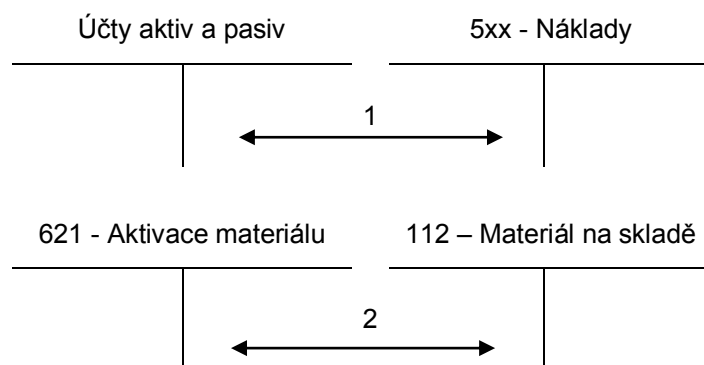 Účty aktiv a pasiv
5xx - Náklady
1
621 - Aktivace materiálu
112 – Materiál na skladě
2